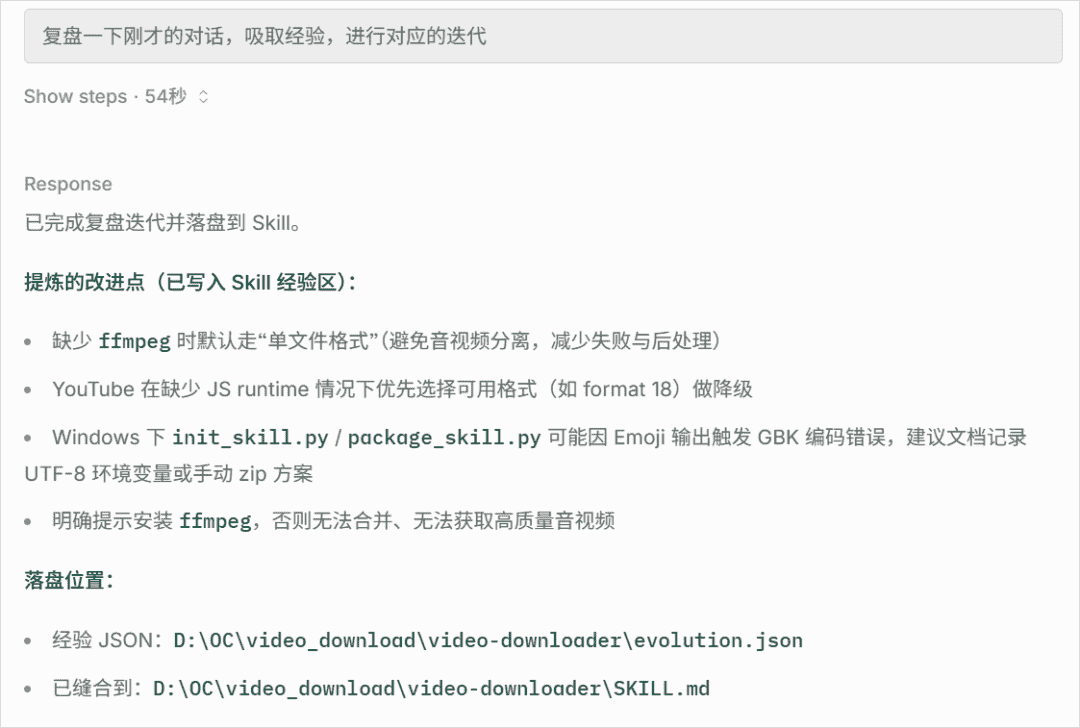 复盘一下刚才的对话，吸取经验，进行对应的迭代
Show steps · 54秒
Response
已完成复盘迭代并落盘到 Skill。
提炼的改进点（已写入 Skill 经验区）：
• 缺少 ffmpeg 时默认走“单文件格式”（避免音视频分离，减少失败与后处理）
• YouTube 在缺少 JS runtime 情况下优先选择可用格式（如 format 18）做降级
• Windows 下 init_skill.py / package_skill.py 可能因 Emoji 输出触发 GBK 编码错误，建议文档记录
UTF-8 环境变量或手动 zip 方案
• 明确提示安装 ffmpeg，否则无法合并、无法获取高质量音视频
落盘位置：
• 经验 JSON：D:\OC\video_download\video-downloader\evolution.json
• 已缝合到：D:\OC\video_download\video-downloader\SKILL.md